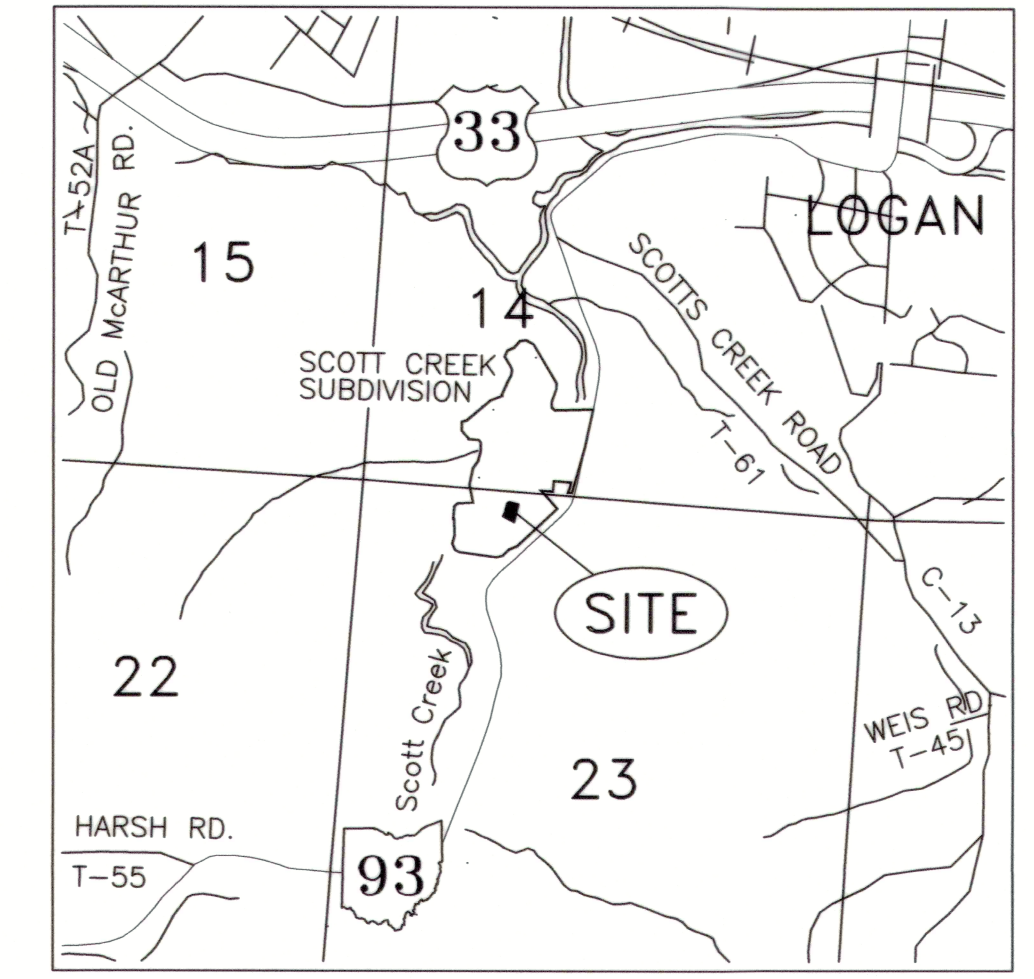 33
T-52A
OLD McARTHUR RD.
15
LOGAN
SCOTTS CREEK ROAD
14
SCOTT CREEK
SUBDIVISION
T-61
SITE
C-13
22
Scott Creek
WEIS RD
T-45
23
HARSH RD.
T-55
93